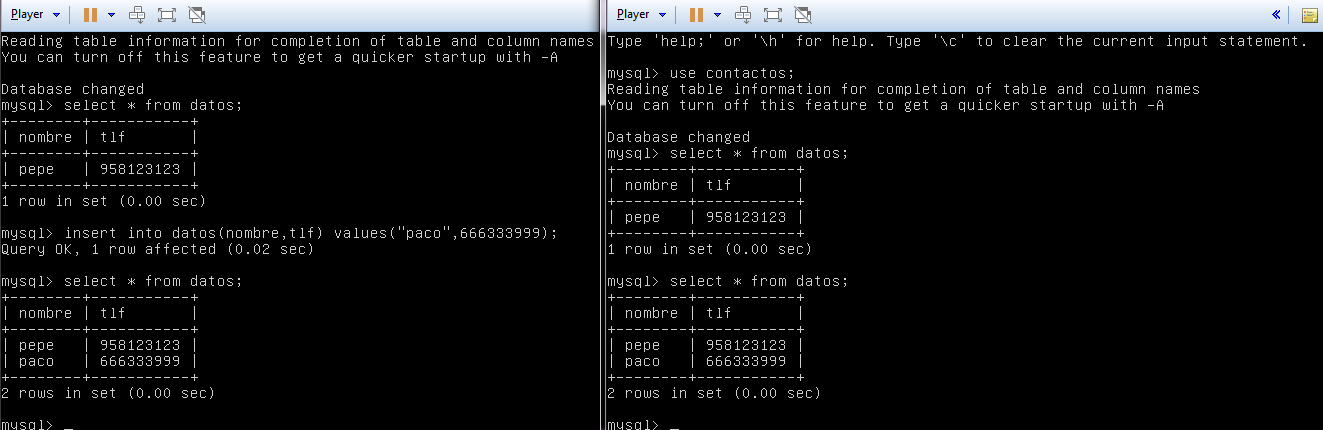 Player
Reading table information for completion of table and column names
You can turn off this feature to get a quicker startup with -A
Database changed
mysql> select * from datos;
+--------+-----------+
| nombre | tlf       |
+--------+-----------+
| pepe   | 958123123 |
+--------+-----------+
1 row in set (0.00 sec)
mysql> insert into datos(nombre,tlf) values("paco",666333999);
Query OK, 1 row affected (0.02 sec)
mysql> select * from datos;
+--------+-----------+
| nombre | tlf       |
+--------+-----------+
| pepe   | 958123123 |
| paco   | 666333999 |
+--------+-----------+
2 rows in set (0.00 sec)
mysql> _
Player
Type 'help;' or '\h' for help. Type '\c' to clear the current input statement.
mysql> use contactos;
Reading table information for completion of table and column names
You can turn off this feature to get a quicker startup with -A
Database changed
mysql> select * from datos;
+--------+-----------+
| nombre | tlf       |
+--------+-----------+
| pepe   | 958123123 |
+--------+-----------+
1 row in set (0.00 sec)
mysql> select * from datos;
+--------+-----------+
| nombre | tlf       |
+--------+-----------+
| pepe   | 958123123 |
| paco   | 666333999 |
+--------+-----------+
2 rows in set (0.00 sec)
mysql> _